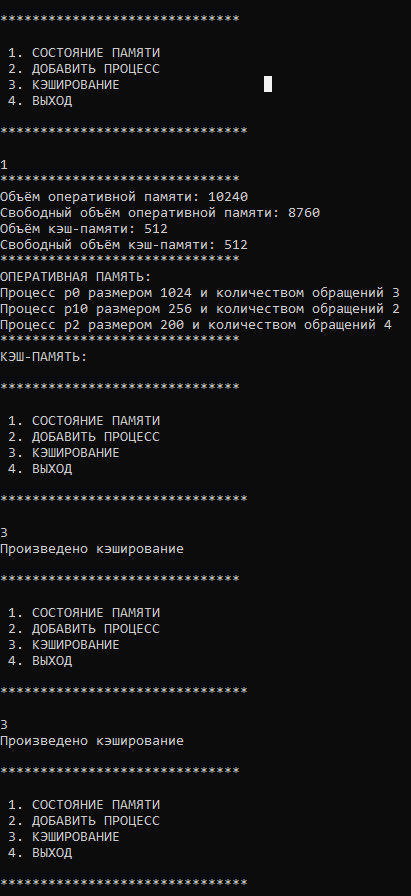 ******************************
1. СОСТОЯНИЕ ПАМЯТИ
2. ДОБАВИТЬ ПРОЦЕСС
3. КЭШИРОВАНИЕ
4. ВЫХОД
*******************************
1
******************************
Объём оперативной памяти: 10240
Свободный объём оперативной памяти: 8760
Объём кэш-памяти: 512
Свободный объём кэш-памяти: 512
******************************
ОПЕРАТИВНАЯ ПАМЯТЬ:
Процесс p0 размером 1024 и количеством обращений 3
Процесс p10 размером 256 и количеством обращений 2
Процесс p2 размером 200 и количеством обращений 4
******************************
КЭШ-ПАМЯТЬ:
******************************
1. СОСТОЯНИЕ ПАМЯТИ
2. ДОБАВИТЬ ПРОЦЕСС
3. КЭШИРОВАНИЕ
4. ВЫХОД
*******************************
3
Произведено кэширование
******************************
1. СОСТОЯНИЕ ПАМЯТИ
2. ДОБАВИТЬ ПРОЦЕСС
3. КЭШИРОВАНИЕ
4. ВЫХОД
*******************************
3
Произведено кэширование
******************************
1. СОСТОЯНИЕ ПАМЯТИ
2. ДОБАВИТЬ ПРОЦЕСС
3. КЭШИРОВАНИЕ
4. ВЫХОД
*******************************